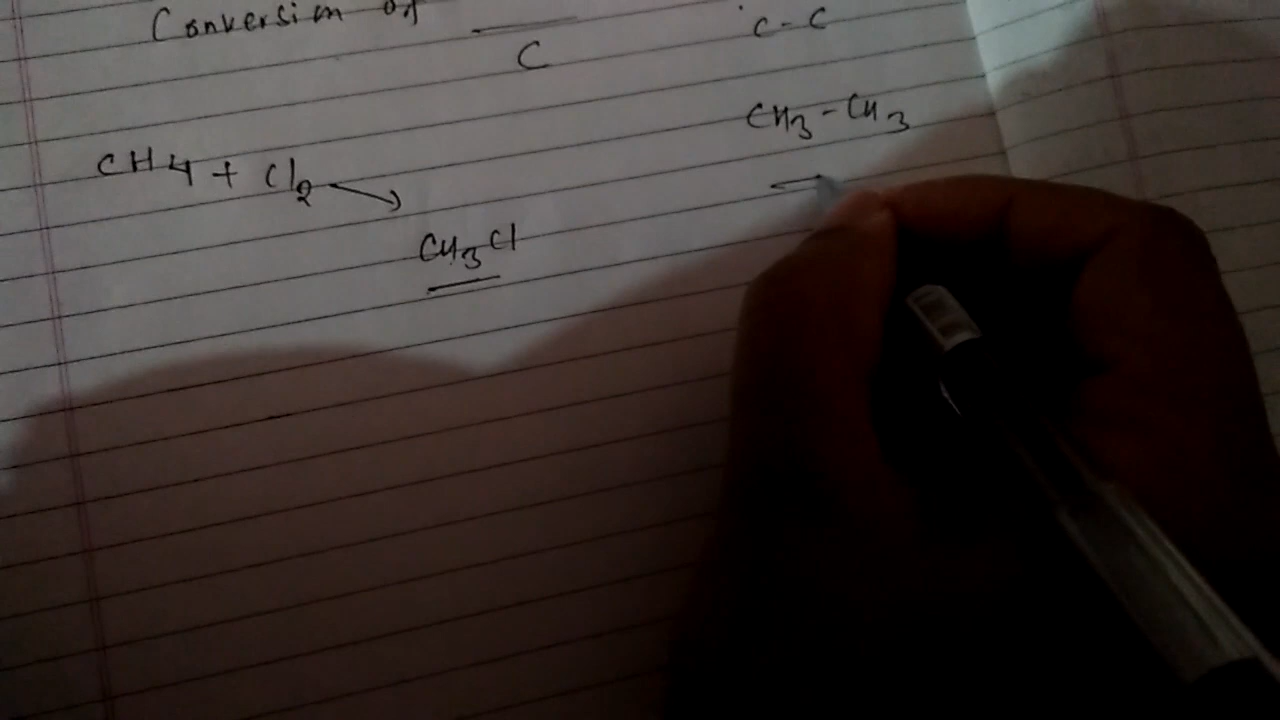 Conversion of
C
C-C
CH3-CH3
CH4 + Cl2 →
CH3Cl